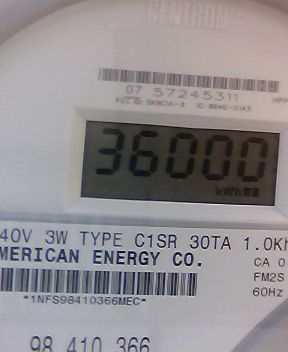 CENTRON
07 57245311
36000
kWh
40V 3W TYPE C1SR 30TA 1.0Kh
MERICAN ENERGY CO.
CA 0
FM2S
60Hz
*1NFS98410366MEC*
98 410 366